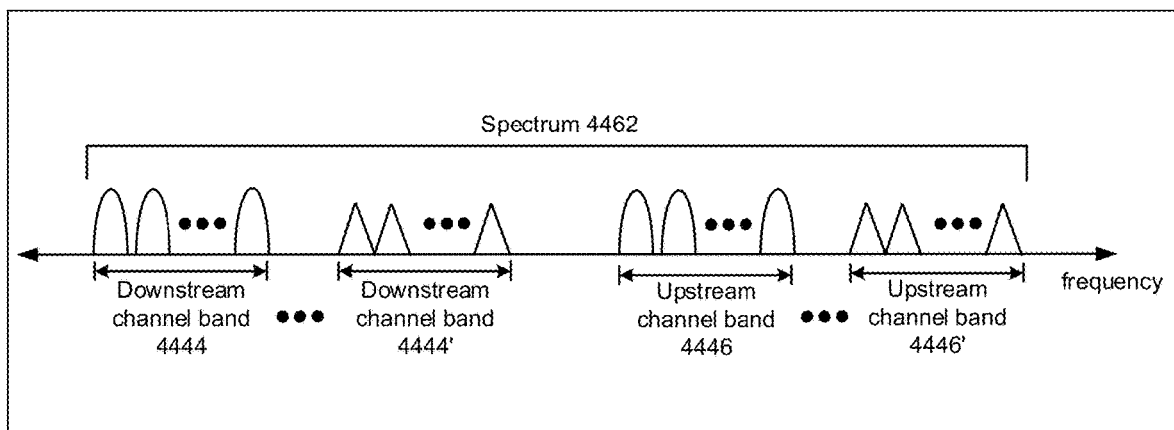 Spectrum 4462
frequency
Downstream
channel band
4444
Downstream
channel band
4444'
Upstream
channel band
4446
Upstream
channel band
4446'